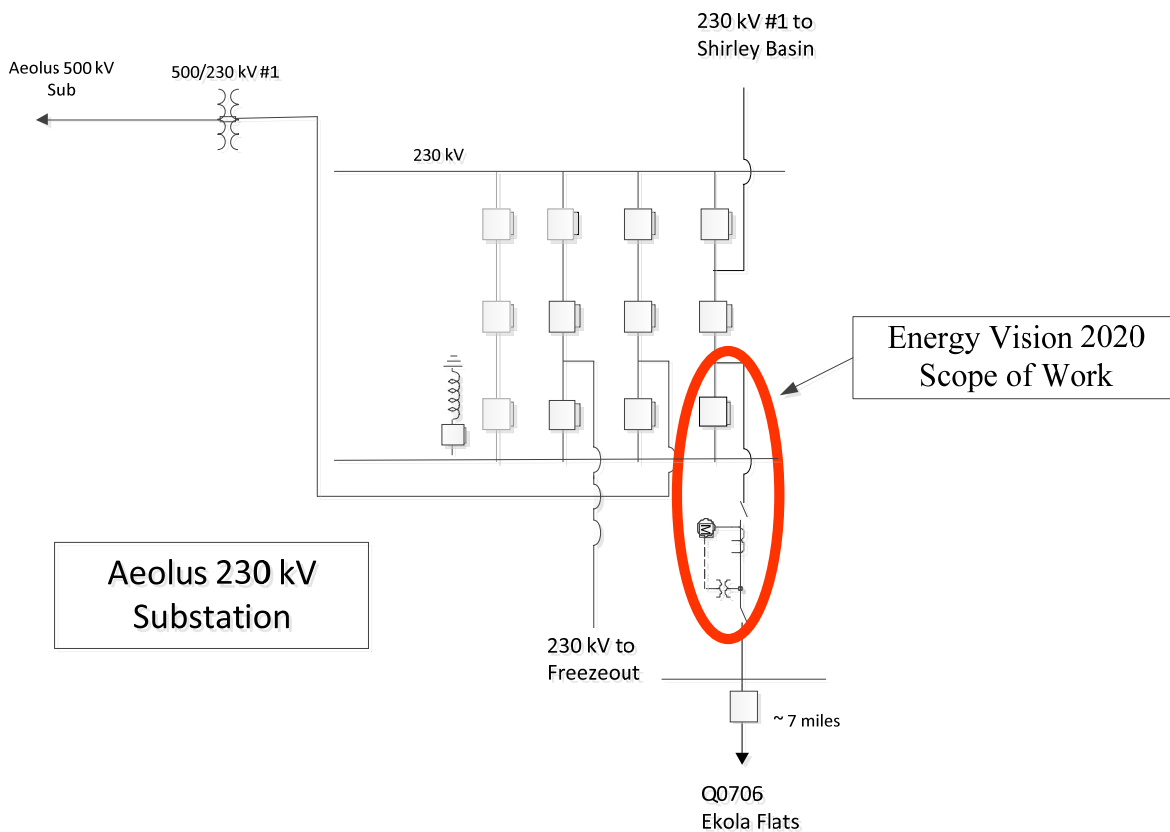 230 kV #1 to
Shirley Basin
Aeolus 500 kV
Sub
500/230 kV #1
230 kV
Energy Vision 2020
Scope of Work
M
Aeolus 230 kV
Substation
230 kV to
Freezeout
~ 7 miles
Q0706
Ekola Flats